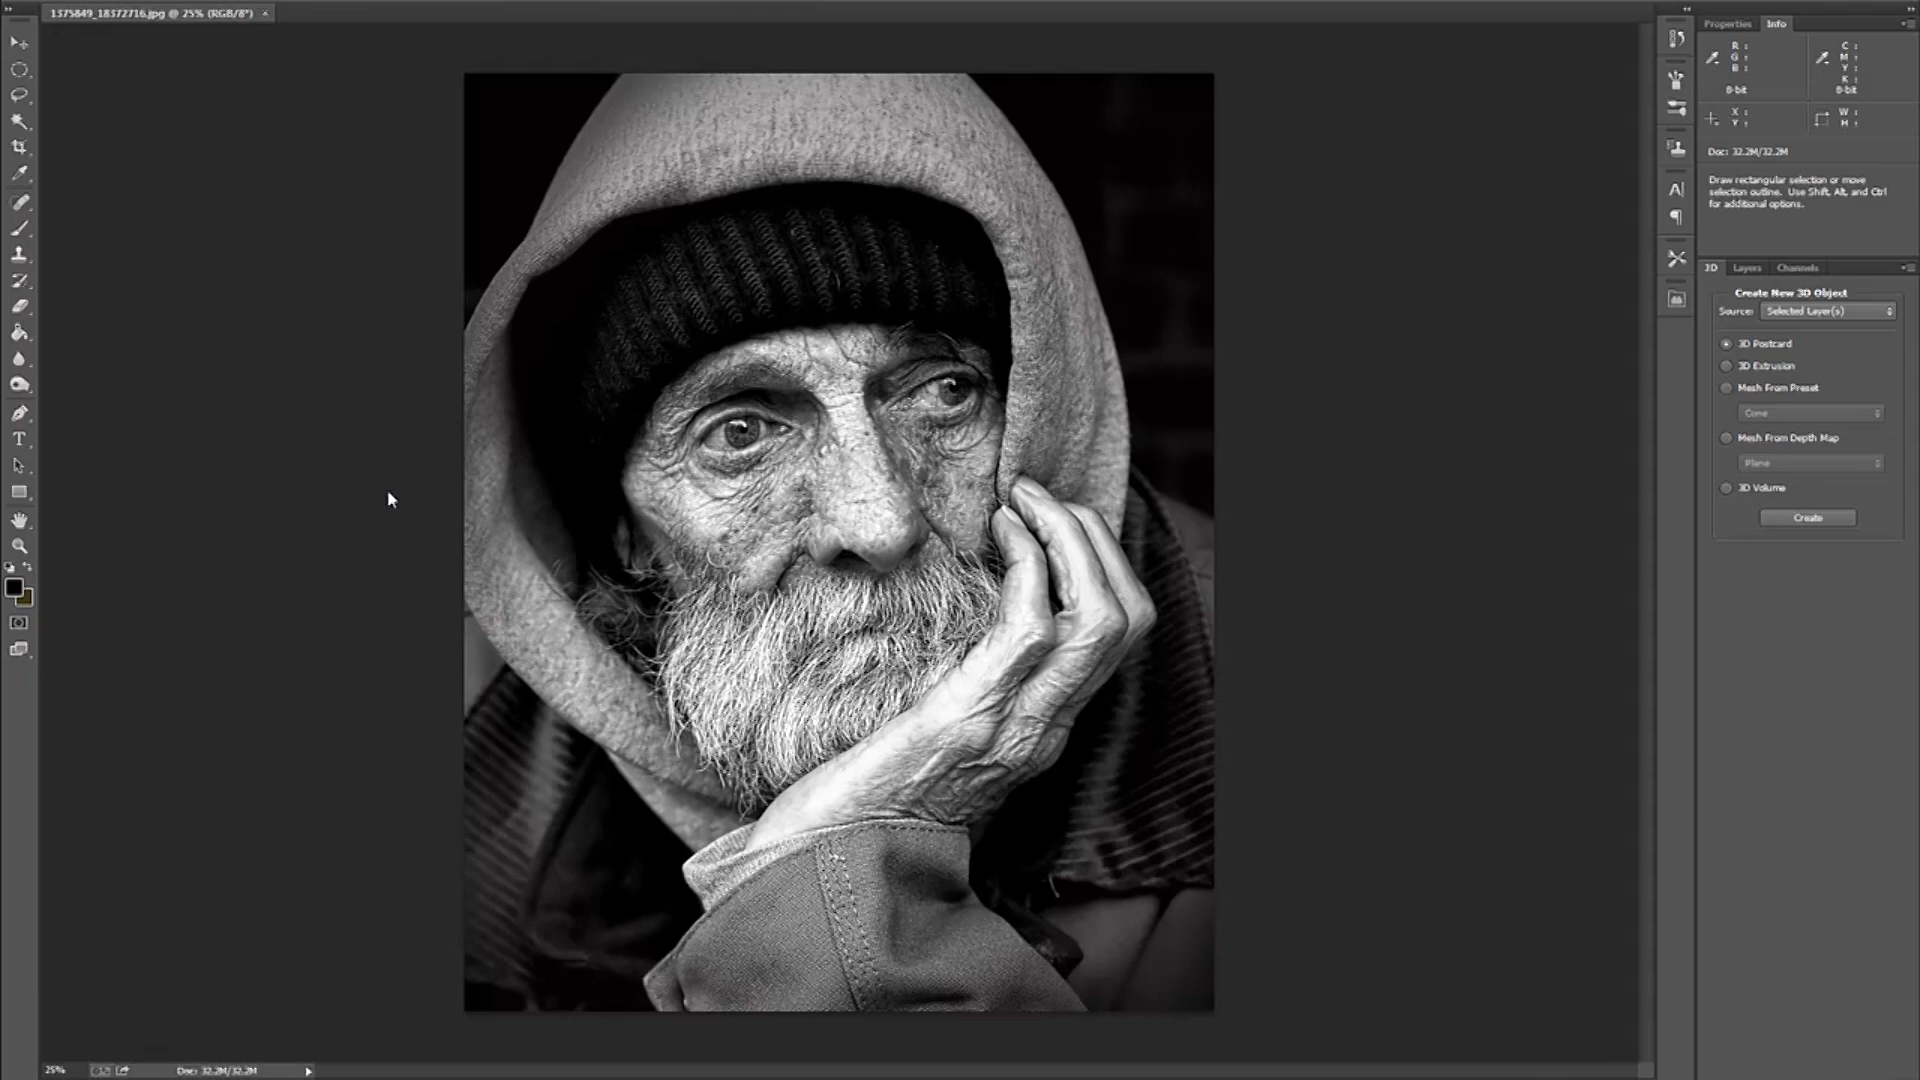 1375849_18372716.jpg @ 25% (RGB/8*) ×
Properties Info
R : C :
G : M :
B : Y :
K :
8-bit 8-bit
X : W :
Y : H :
Doc: 32.2M/32.2M
Draw rectangular selection or move
selection outline. Use Shift, Alt, and Ctrl
for additional options.
3D Layers Channels
Create New 3D Object
Source: Selected Layer(s)
3D Postcard
3D Extrusion
Mesh From Preset
Cone
Mesh From Depth Map
Plane
3D Volume
Create
25% Doc: 32.2M/32.2M